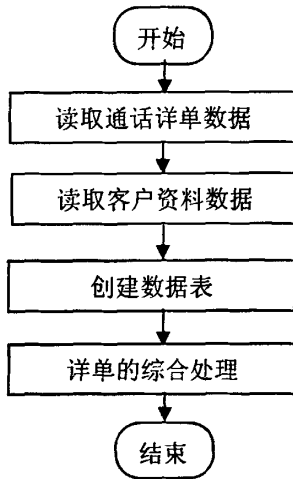 开始
读取通话详单数据
读取客户资料数据
创建数据表
详单的综合处理
结束